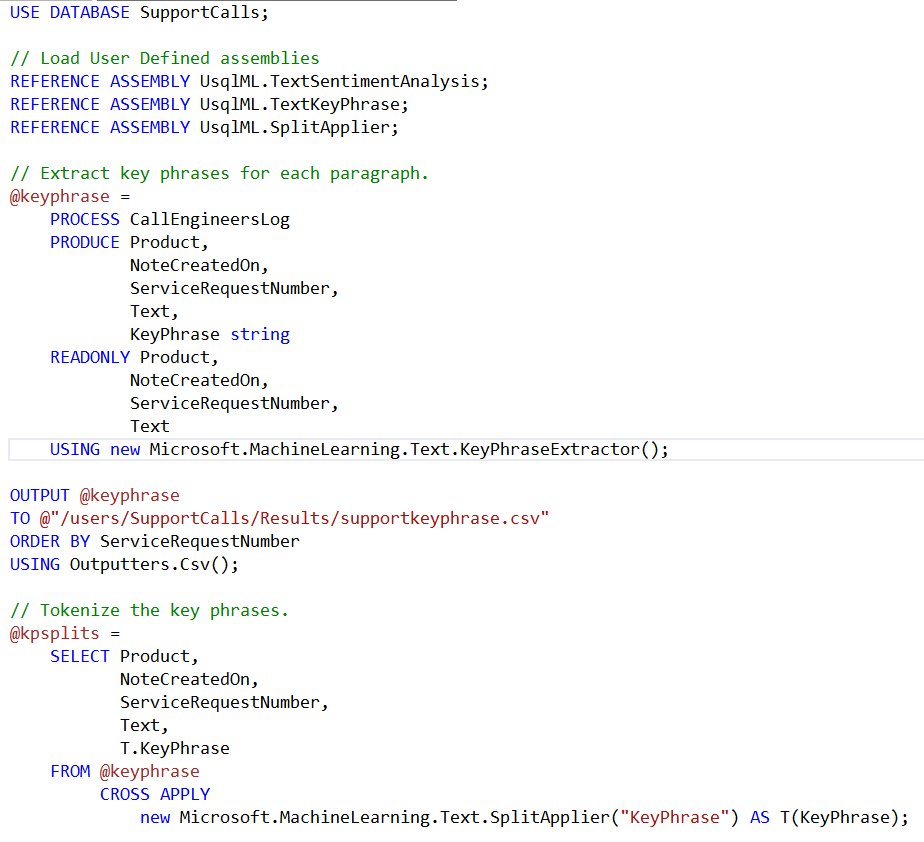 USE DATABASE SupportCalls;
// Load User Defined assemblies
REFERENCE ASSEMBLY UsqlML.TextSentimentAnalysis;
REFERENCE ASSEMBLY UsqlML.TextKeyPhrase;
REFERENCE ASSEMBLY UsqlML.SplitApplier;
// Extract key phrases for each paragraph.
@keyphrase =
PROCESS CallEngineersLog
PRODUCE Product,
NoteCreatedOn,
ServiceRequestNumber,
Text,
KeyPhrase string
READONLY Product,
NoteCreatedOn,
ServiceRequestNumber,
Text
USING new Microsoft.MachineLearning.Text.KeyPhraseExtractor();
OUTPUT @keyphrase
TO @"/users/SupportCalls/Results/supportkeyphrase.csv"
ORDER BY ServiceRequestNumber
USING Outputters.Csv();
// Tokenize the key phrases.
@kpsplits =
SELECT Product,
NoteCreatedOn,
ServiceRequestNumber,
Text,
T.KeyPhrase
FROM @keyphrase
CROSS APPLY
new Microsoft.MachineLearning.Text.SplitApplier("KeyPhrase") AS T(KeyPhrase);